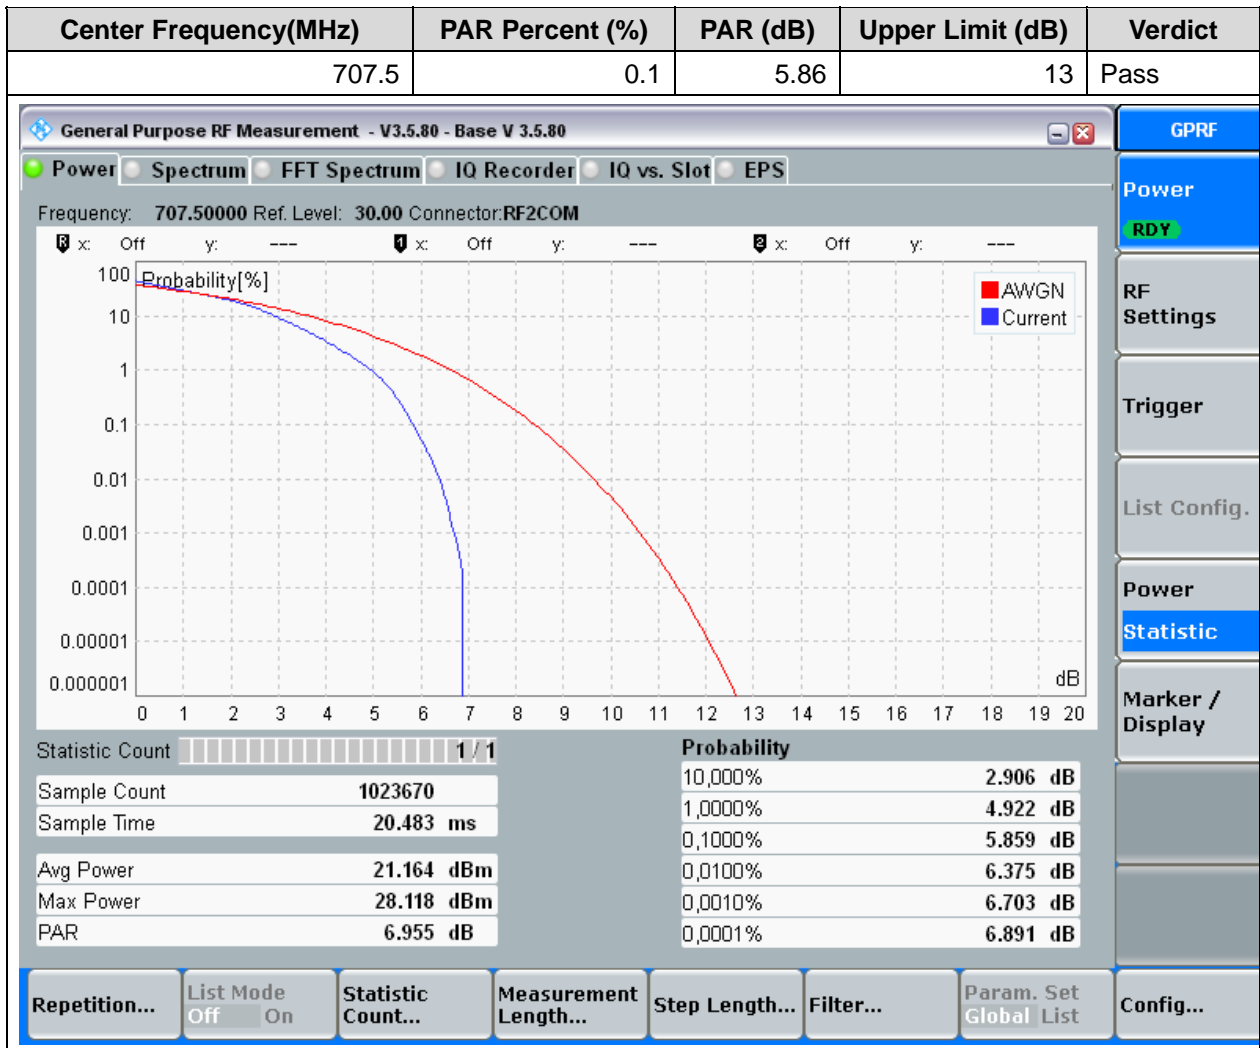 Center Frequency(MHz) PAR Percent (%) PAR (dB) Upper Limit (dB) Verdict
707.5 0.1 5.86 13 Pass
General Purpose RF Measurement - V3.5.80 - Base V 3.5.80
GPRF
Power Spectrum FFT Spectrum IQ Recorder IQ vs. Slot EPS
Frequency: 707.50000 Ref. Level: 30.00 Connector:RF2COM
R x: Off y: --- 1 x: Off y: --- 2 x: Off y: ---
Probability[%]
AWGN
Current
100
10
1
0.1
0.01
0.001
0.0001
0.00001
0.000001
dB
0 1 2 3 4 5 6 7 8 9 10 11 12 13 14 15 16 17 18 19 20
Power
RDY
RF
Settings
Trigger
List Config.
Power
Statistic
Marker /
Display
Statistic Count 1 / 1
Sample Count 1023670
Sample Time 20.483 ms
Avg Power 21.164 dBm
Max Power 28.118 dBm
PAR 6.955 dB
Probability
10,000% 2.906 dB
1,0000% 4.922 dB
0,1000% 5.859 dB
0,0100% 6.375 dB
0,0010% 6.703 dB
0,0001% 6.891 dB
Repetition...
List Mode
Off On
Statistic
Count...
Measurement
Length...
Step Length...
Filter...
Param. Set
Global List
Config...